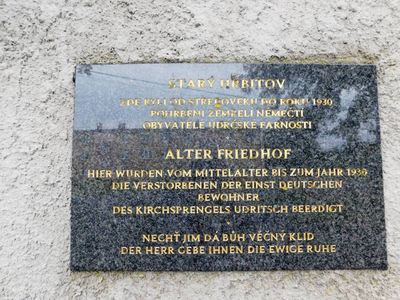 STARÝ HŘBITOV
ZDE BYLI OD STŘEDOVĚKU DO ROKU 1930
POHŘBENI ZEMŘELÍ NĚMEČTÍ
OBYVATELÉ UDRČSKÉ FARNOSTI
ALTER FRIEDHOF
HIER WURDEN VOM MITTELALTER BIS ZUM JAHR 1930
DIE VERSTORBENEN DER EINST DEUTSCHEN
BEWOHNER
DES KIRCHSPRENGELS UDRITSCH BEERDIGT
NECHŤ JIM DÁ BŮH VĚČNÝ KLID
DER HERR GEBE IHNEN DIE EWIGE RUHE